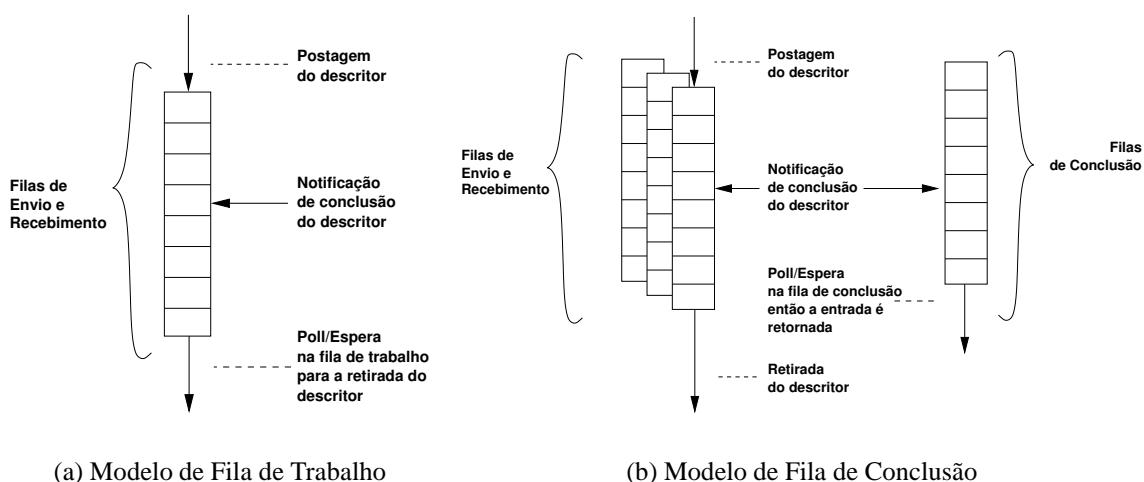 Postagem
do descritor
Filas de
Envio e
Recebimento
Notificação
de conclusão
do descritor
Poll/Espera
na fila de trabalho
para a retirada do
descritor
(a) Modelo de Fila de Trabalho
Postagem
do descritor
Filas de
Envio e
Recebimento
Notificação
de conclusão
do descritor
Filas
de Conclusão
Poll/Espera
na fila de conclusão
então a entrada é
retornada
Retirada
do descritor
(b) Modelo de Fila de Conclusão